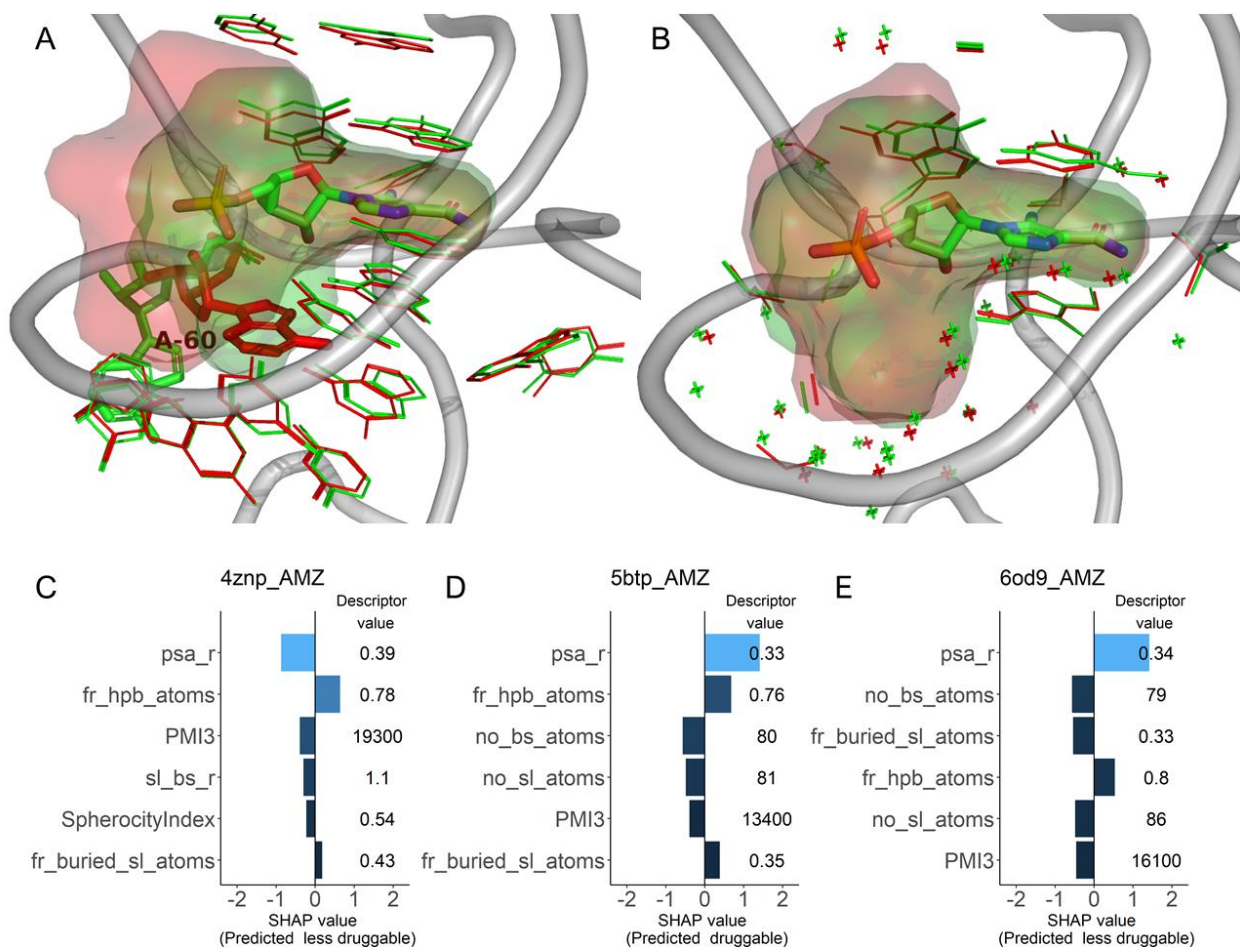 A
B
A-60
C
4znp_AMZ
Descriptor
value
psa_r 0.39
fr_hpb_atoms 0.78
PMI3 19300
sl_bs_r 1.1
SpherocityIndex 0.54
fr_buried_sl_atoms 0.43
-2 -1 0 1 2
SHAP value
(Predicted less druggable)
D
5btp_AMZ
Descriptor
value
psa_r 0.33
fr_hpb_atoms 0.76
no_bs_atoms 80
no_sl_atoms 81
PMI3 13400
fr_buried_sl_atoms 0.35
-2 -1 0 1 2
SHAP value
(Predicted druggable)
E
6od9_AMZ
Descriptor
value
psa_r 0.34
no_bs_atoms 79
fr_buried_sl_atoms 0.33
fr_hpb_atoms 0.8
no_sl_atoms 86
PMI3 16100
-2 -1 0 1 2
SHAP value
(Predicted less druggable)